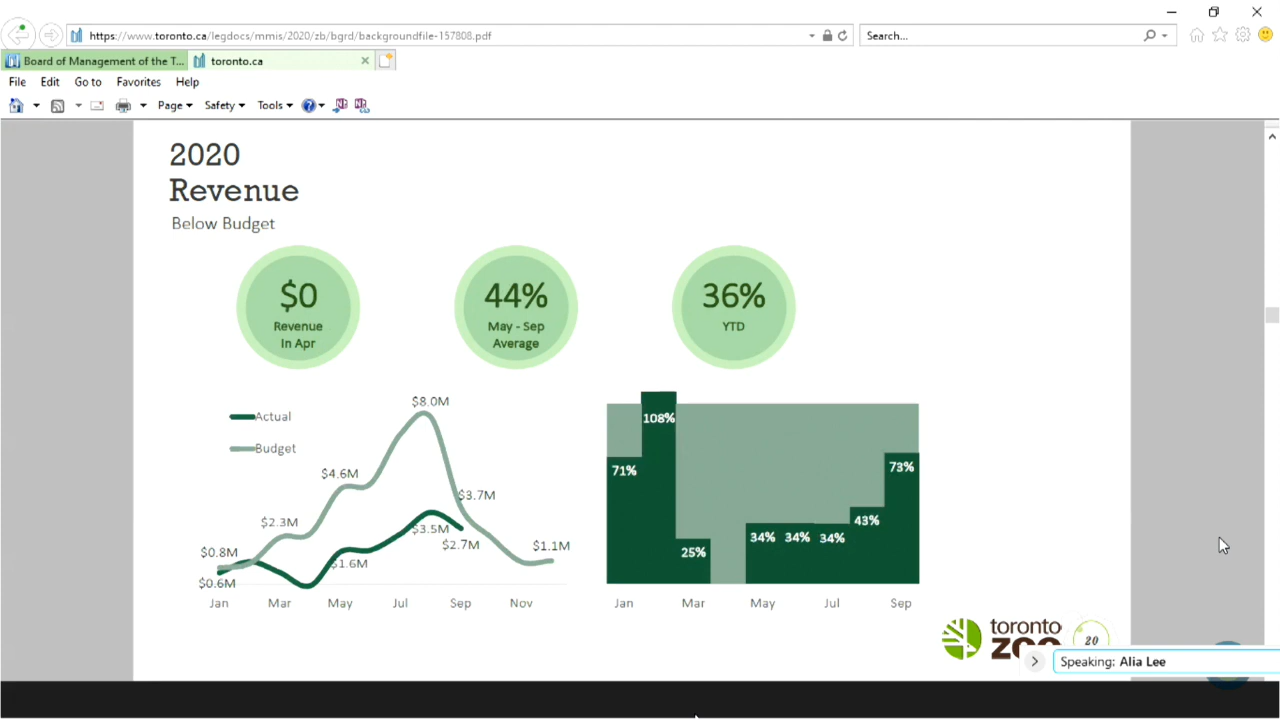 https://www.toronto.ca/legdocs/mmis/2020/zb/bgrd/backgroundfile-157808.pdf
Search...
Board of Management of the T...
toronto.ca
File Edit Go to Favorites Help
Page Safety Tools
2020
Revenue
Below Budget
$0
Revenue
In Apr
44%
May - Sep
Average
36%
YTD
Actual
Budget
$8.0M
$4.6M
$3.7M
$2.3M
$3.5M
$2.7M
$0.8M
$1.6M
$1.1M
$0.6M
Jan Mar May Jul Sep Nov
108%
71%
73%
43%
25%
34% 34% 34%
Jan Mar May Jul Sep
toronto
ZOO
20
Speaking: Alia Lee